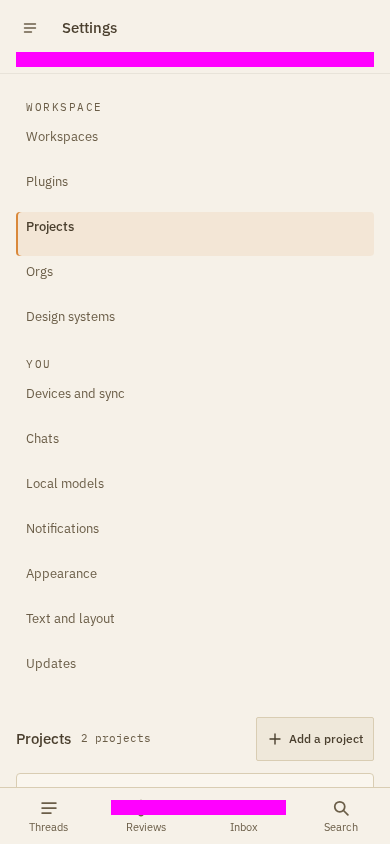 Settings
WORKSPACE
Workspaces
Plugins
Projects
Orgs
Design systems
YOU
Devices and sync
Chats
Local models
Notifications
Appearance
Text and layout
Updates
Projects 2 projects
Add a project
Threads
Reviews
Inbox
Search